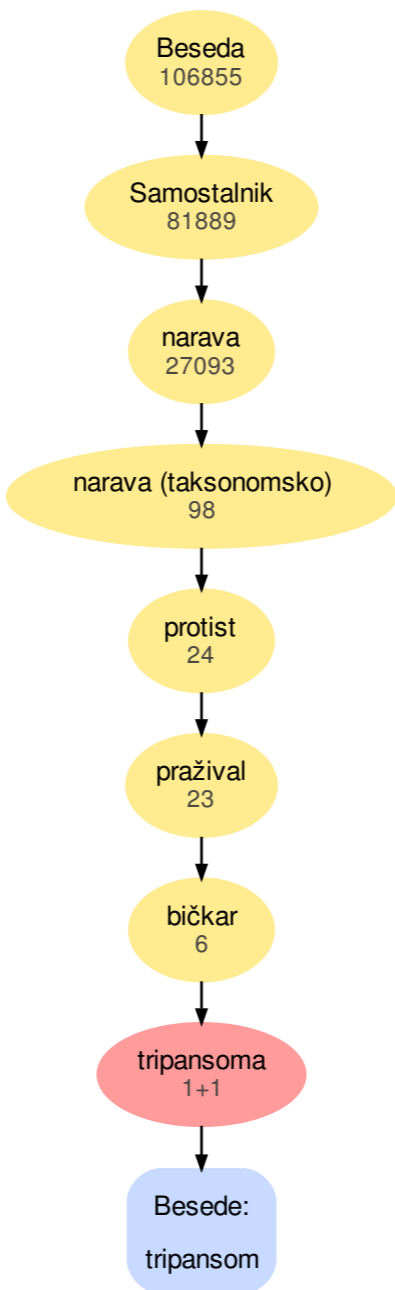 Beseda
106855
Samostalnik
81889
narava
27093
narava (taksonomsko)
98
protist
24
pražival
23
bičkar
6
tripansoma
1+1
Besede:
tripansom